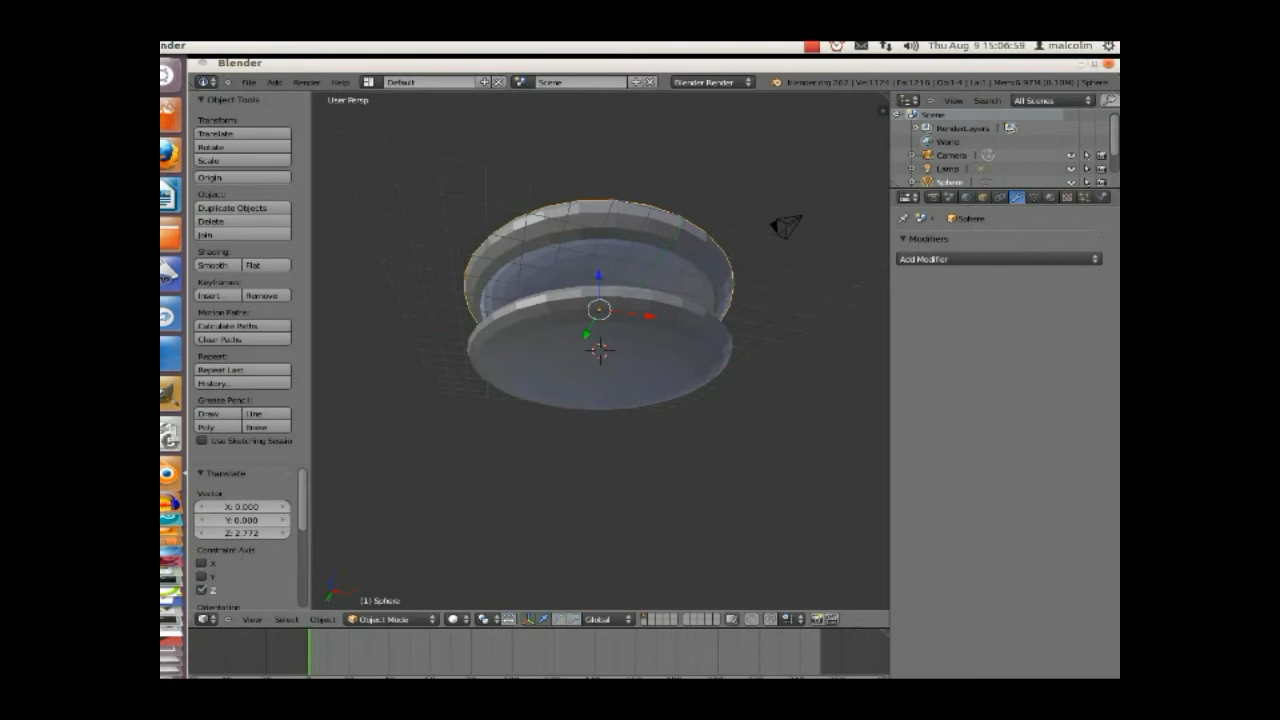 nder
Thu Aug 9 15:06:59 malcolm
Blender
File Add Render Help Default Scene Blender Render
Object Tools
User Persp
View Search All Scenes
Scene
RenderLayers
World
Camera
Lamp
Sphere
Transform:
Translate
Rotate
Scale
Origin
Object:
Duplicate Objects
Delete
Join
Shading:
Smooth Flat
Keyframes:
Insert Remove
Motion Paths:
Calculate Paths
Clear Paths
Repeat:
Repeat Last
History...
Grease Pencil:
Draw Line
Poly Erase
Use Sketching Sessio
Translate
Vector
X: 0.000
Y: 0.000
Z: 2.772
Constraint Axis
X
Y
Z
Orientation
Sphere
Modifiers
Add Modifier
(1) Sphere
View Select Object Object Mode Global